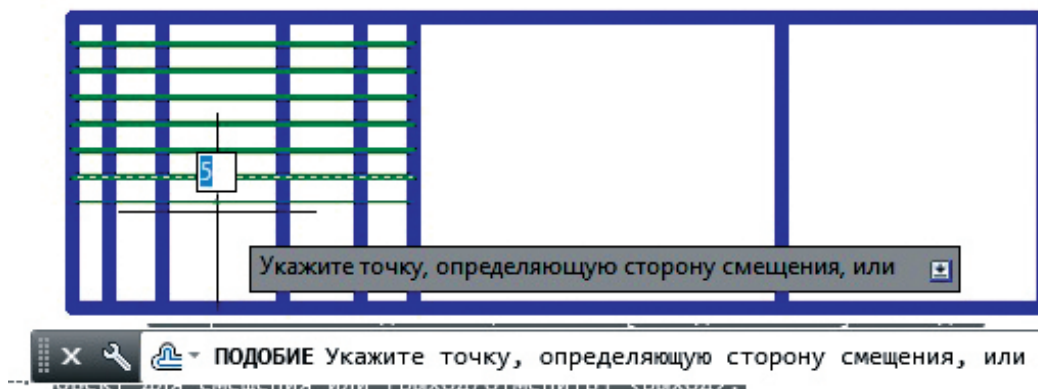 5
Укажите точку, определяющую сторону смещения, или
ПОДОБИЕ Укажите точку, определяющую сторону смещения, или